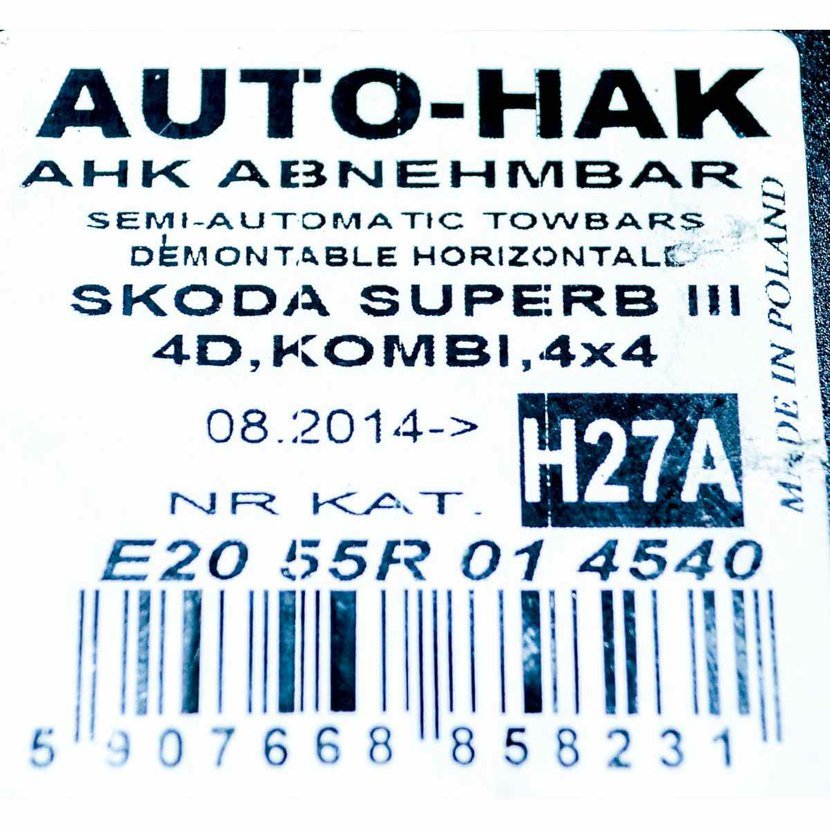 AUTO-HAK
AHK ABNEHMBAR
SEMI-AUTOMATIC TOWBARS
DÉMONTABLE HORIZONTALE
SKODA SUPERB III
4D,KOMBI,4x4
08.2014->
H27A
NR KAT.
E20 55R 01 4540
5 907668 858231
MADE IN POLAND